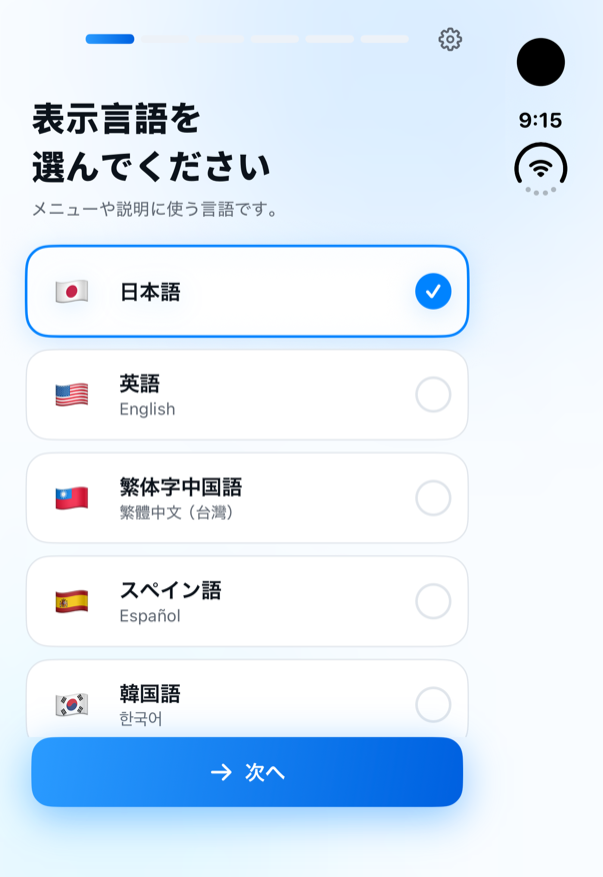 9:15
表示言語を
選んでください
メニューや説明に使う言語です。
日本語
英語
English
繁体字中国語
繁體中文（台灣）
スペイン語
Español
韓国語
한국어
→ 次へ